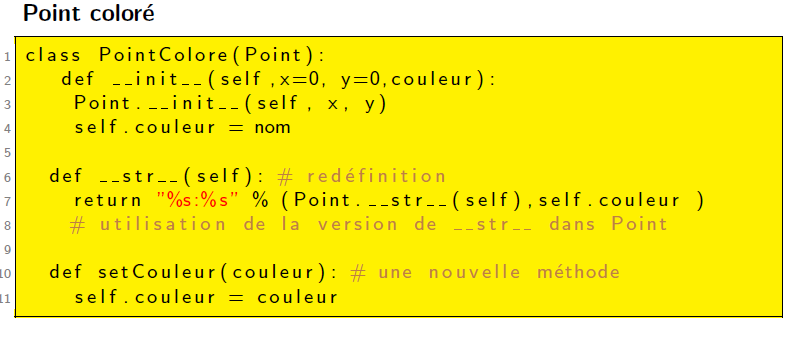 Point coloré
1 class PointColore(Point):
2 def __init__(self,x=0, y=0,couleur):
3 Point.__init__(self, x, y)
4 self.couleur = nom
5
6 def __str__(self): # redéfinition
7 return "%s:%s" % (Point.__str__(self),self.couleur )
8 # utilisation de la version de __str__ dans Point
9
10 def setCouleur(couleur): # une nouvelle méthode
11 self.couleur = couleur